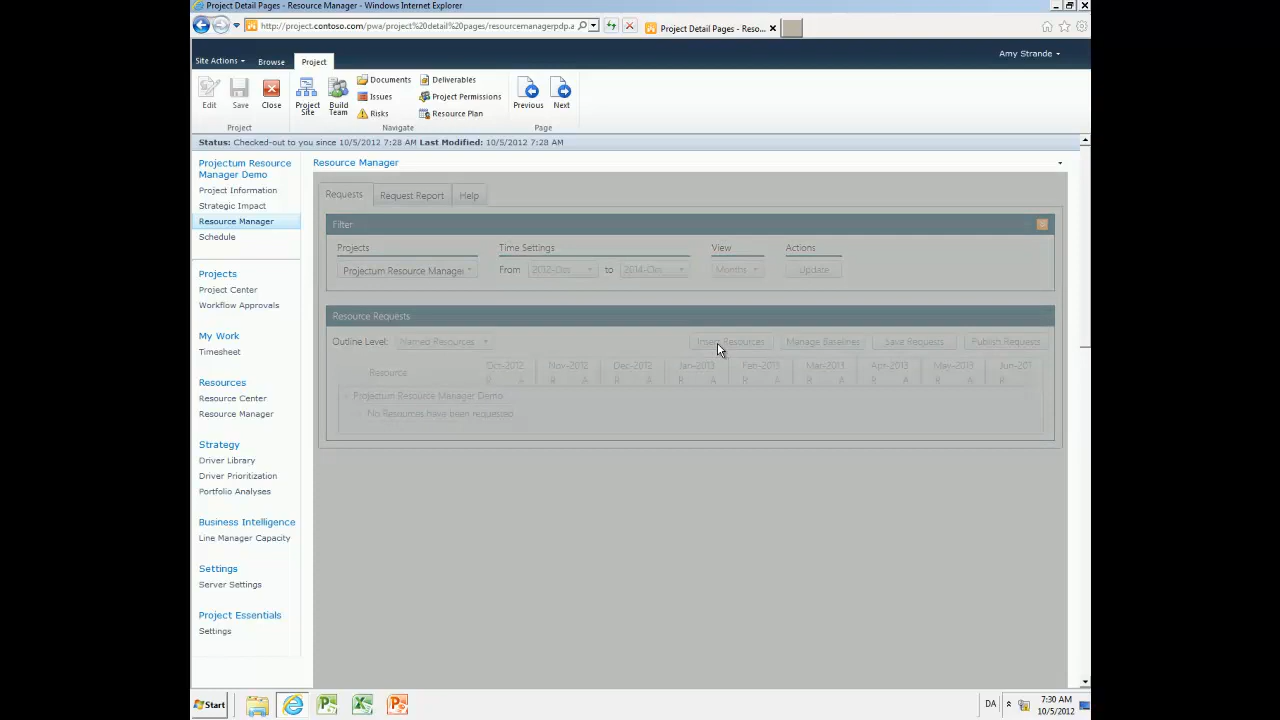 Project Detail Pages - Resource Manager - Windows Internet Explorer
http://project.contoso.com/pwa/project%20detail%20pages/resourcemanagerpdp.a
Project Detail Pages - Reso...
Site Actions
Browse
Project
Amy Strande
Edit
Save
Close
Project Site
Build Team
Documents
Issues
Risks
Deliverables
Project Permissions
Resource Plan
Previous
Next
Project
Navigate
Page
Status: Checked-out to you since 10/5/2012 7:28 AM Last Modified: 10/5/2012 7:28 AM
Projectum Resource
Manager Demo
Project Information
Strategic Impact
Resource Manager
Schedule
Projects
Project Center
Workflow Approvals
My Work
Timesheet
Resources
Resource Center
Resource Manager
Strategy
Driver Library
Driver Prioritization
Portfolio Analyses
Business Intelligence
Line Manager Capacity
Settings
Server Settings
Project Essentials
Settings
Resource Manager
Requests
Request Report
Help
Filter
Projects
Time Settings
View
Actions
Projectum Resource Manager
From
2012-Oct
to
2014-Oct
Months
Update
Resource Requests
Outline Level:
Named Resources
Insert Resources
Manage Baselines
Save Requests
Publish Requests
Resource
Oct-2012
Nov-2012
Dec-2012
Jan-2013
Feb-2013
Mar-2013
Apr-2013
May-2013
Jun-201
R A R A R A R A R A R A R A R A R
Projectum Resource Manager Demo
No Resources have been requested
Start
DA
7:30 AM
10/5/2012